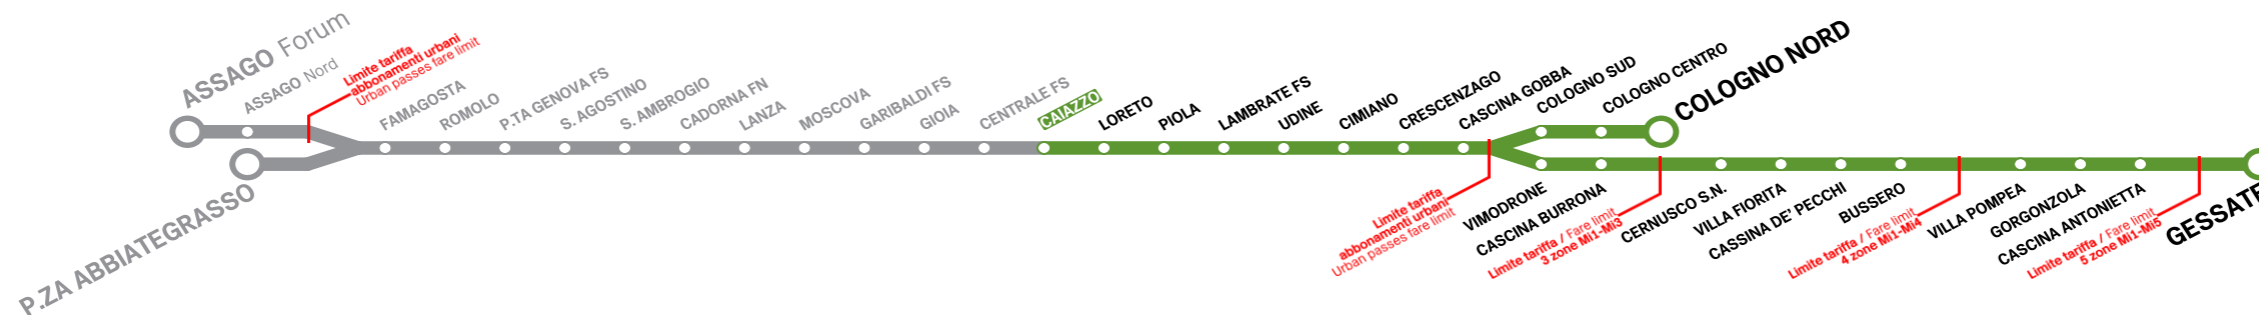 ASSAGO Forum
ASSAGO Nord
Limite tariffa
abbonamenti urbani
Urban passes fare limit
P.ZA ABBIATEGRASSO
FAMAGOSTA
ROMOLO
P.TA GENOVA FS
S. AGOSTINO
S. AMBROGIO
CADORNA FN
LANZA
MOSCOVA
GARIBALDI FS
GIOIA
CENTRALE FS
CAIAZZO
LORETO
PIOLA
LAMBRATE FS
UDINE
CIMIANO
CRESCENZAGO
CASCINA GOBBA
COLOGNO SUD
COLOGNO CENTRO
COLOGNO NORD
Limite tariffa
abbonamenti urbani
Urban passes fare limit
VIMODRONE
CASCINA BURRONA
Limite tariffa / Fare limit
3 zone Mi1-Mi3
CERNUSCO S.N.
VILLA FIORITA
CASSINA DE' PECCHI
BUSSERO
Limite tariffa / Fare limit
4 zone Mi1-Mi4
VILLA POMPEA
GORGONZOLA
CASCINA ANTONIETTA
Limite tariffa / Fare limit
5 zone Mi1-Mi5
GESSATE